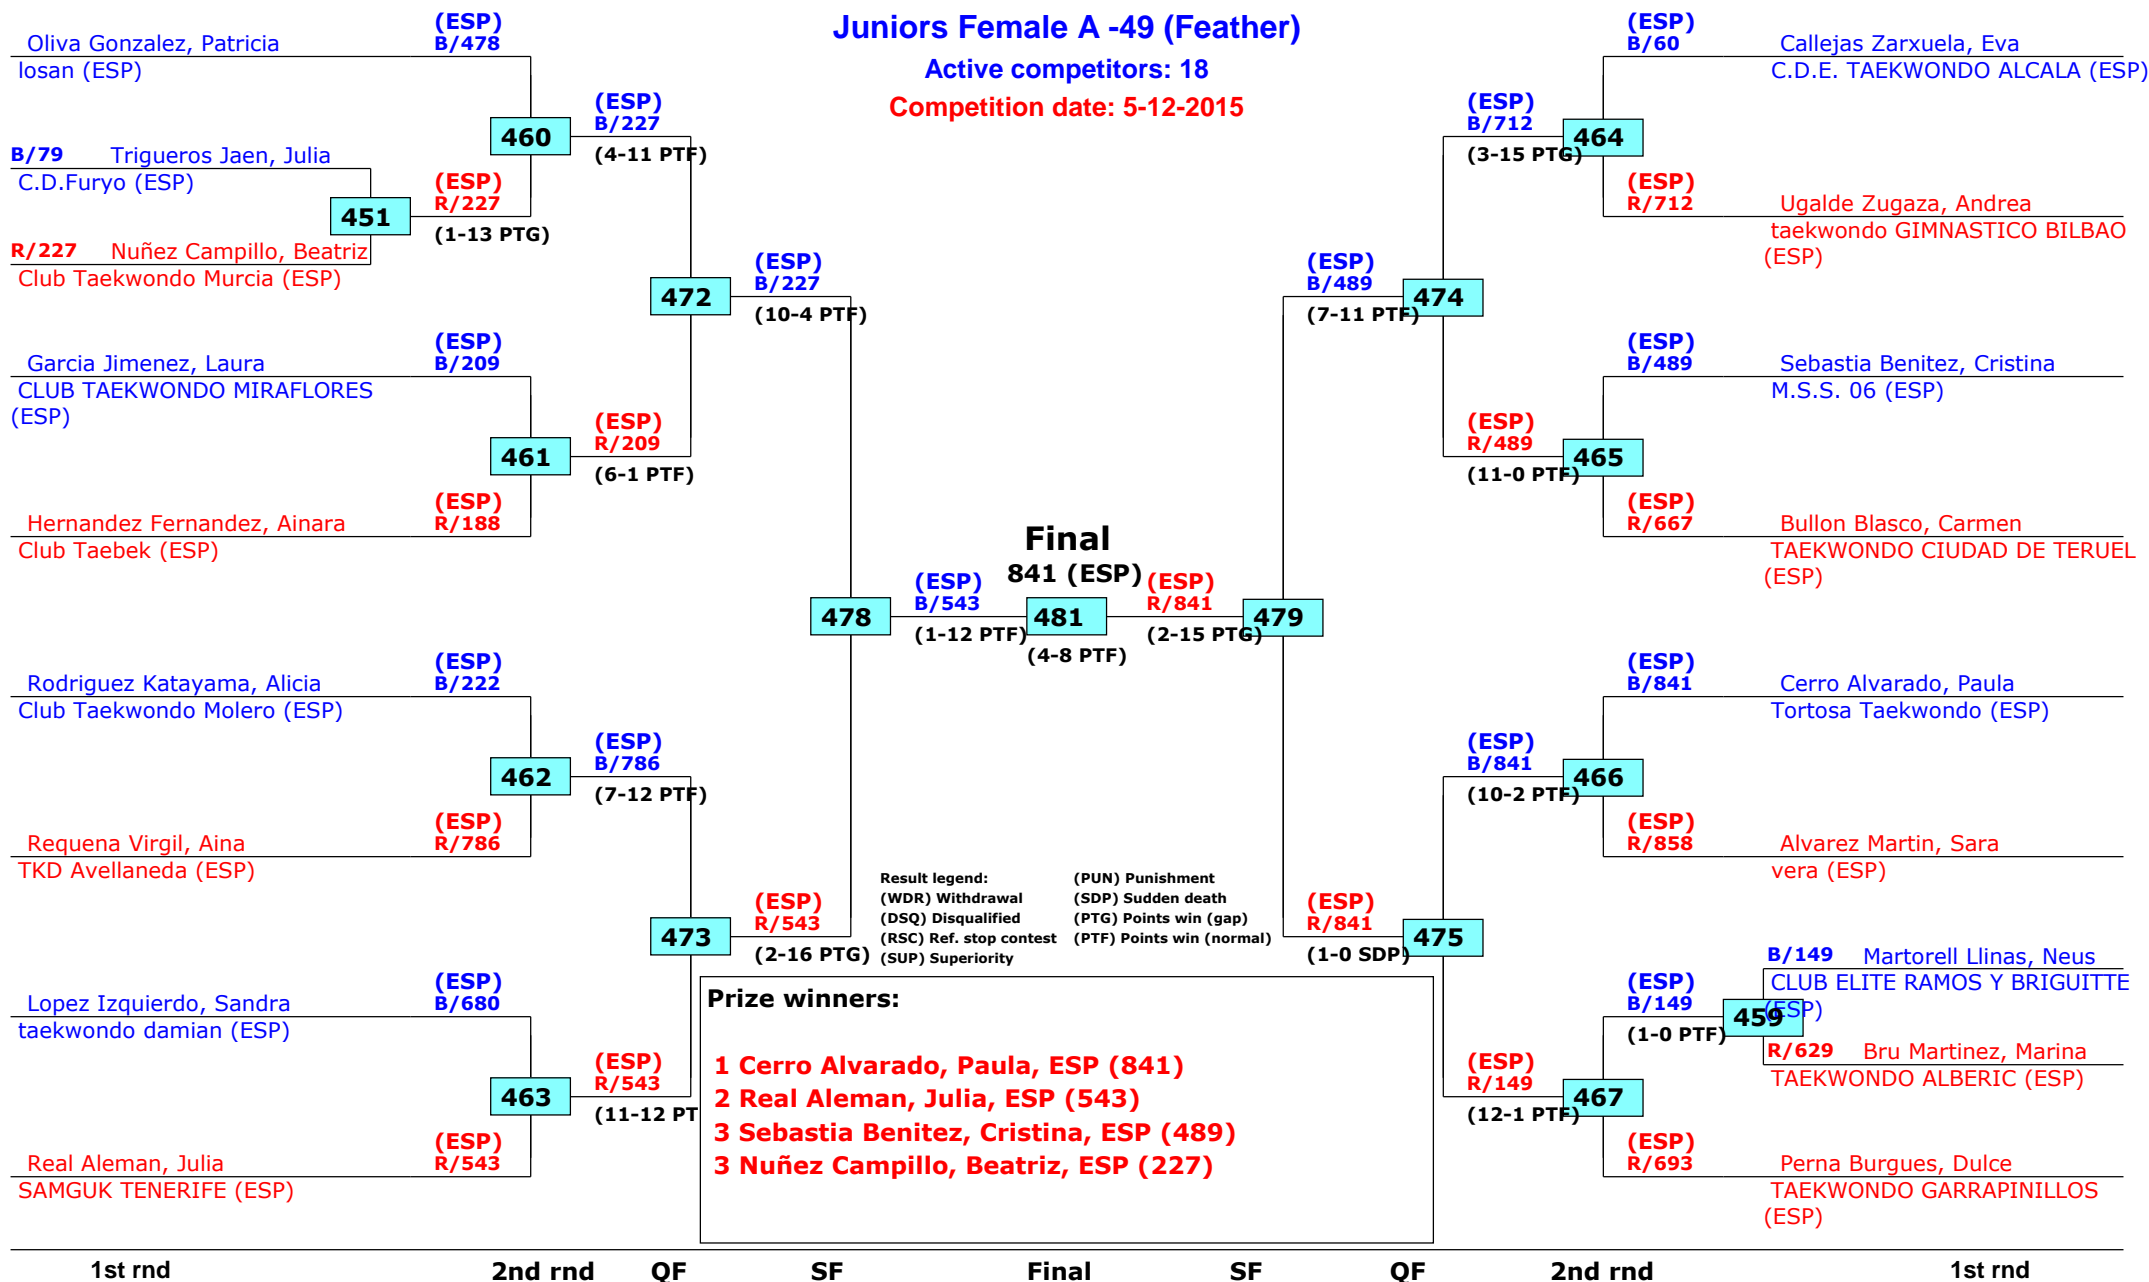 Juniors Female A -49 (Feather)
Active competitors: 18
Competition date: 5-12-2015
(ESP)
B/478
Oliva Gonzalez, Patricia
losan (ESP)
B/79 Trigueros Jaen, Julia
C.D.Furyo (ESP)
451
R/227 Nuñez Campillo, Beatriz
Club Taekwondo Murcia (ESP)
(ESP)
R/227
(1-13 PTG)
460
(ESP)
B/227
(4-11 PTF)
(ESP)
B/209
Garcia Jimenez, Laura
CLUB TAEKWONDO MIRAFLORES
(ESP)
461
(ESP)
R/209
(6-1 PTF)
(ESP)
R/188
Hernandez Fernandez, Ainara
Club Taebek (ESP)
472
(ESP)
B/227
(10-4 PTF)
(ESP)
B/222
Rodriguez Katayama, Alicia
Club Taekwondo Molero (ESP)
462
(ESP)
B/786
(7-12 PTF)
(ESP)
R/786
Requena Virgil, Aina
TKD Avellaneda (ESP)
473
(ESP)
R/543
(2-16 PTG)
(ESP)
B/680
Lopez Izquierdo, Sandra
taekwondo damian (ESP)
463
(ESP)
R/543
(11-12 PT
(ESP)
R/543
Real Aleman, Julia
SAMGUK TENERIFE (ESP)
478
(ESP)
B/543
(1-12 PTF)
Final
841 (ESP)
481
(4-8 PTF)
(ESP)
R/841
(2-15 PTG)
479
(ESP)
B/60
Callejas Zarxuela, Eva
C.D.E. TAEKWONDO ALCALA (ESP)
(ESP)
B/712
(3-15 PTG)
464
(ESP)
R/712
Ugalde Zugaza, Andrea
taekwondo GIMNASTICO BILBAO
(ESP)
(ESP)
B/489
(7-11 PTF)
474
(ESP)
B/489
Sebastia Benitez, Cristina
M.S.S. 06 (ESP)
(ESP)
R/489
(11-0 PTF)
465
(ESP)
R/667
Bullon Blasco, Carmen
TAEKWONDO CIUDAD DE TERUEL
(ESP)
(ESP)
B/841
Cerro Alvarado, Paula
Tortosa Taekwondo (ESP)
(ESP)
B/841
(10-2 PTF)
466
(ESP)
R/858
Alvarez Martin, Sara
vera (ESP)
(ESP)
R/841
(1-0 SDP)
475
B/149 Martorell Llinas, Neus
CLUB ELITE RAMOS Y BRIGUITTE
(ESP)
(ESP)
B/149
(1-0 PTF)
459
R/629 Bru Martinez, Marina
TAEKWONDO ALBERIC (ESP)
(ESP)
R/149
(12-1 PTF)
467
(ESP)
R/693
Perna Burgues, Dulce
TAEKWONDO GARRAPINILLOS
(ESP)
Result legend: (PUN) Punishment
(WDR) Withdrawal (SDP) Sudden death
(DSQ) Disqualified (PTG) Points win (gap)
(RSC) Ref. stop contest (PTF) Points win (normal)
(SUP) Superiority
Prize winners:
1 Cerro Alvarado, Paula, ESP (841)
2 Real Aleman, Julia, ESP (543)
3 Sebastia Benitez, Cristina, ESP (489)
3 Nuñez Campillo, Beatriz, ESP (227)
1st rnd 2nd rnd QF SF Final SF QF 2nd rnd 1st rnd